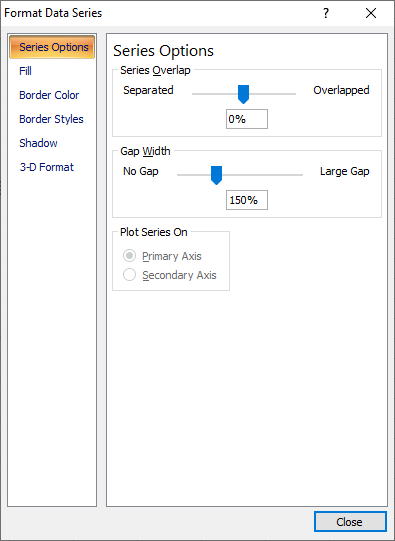 Format Data Series ?
Series Options
Fill
Border Color
Border Styles
Shadow
3-D Format
Series Options
Series Overlap
Separated Overlapped
0%
Gap Width
No Gap Large Gap
150%
Plot Series On
Primary Axis
Secondary Axis
Close